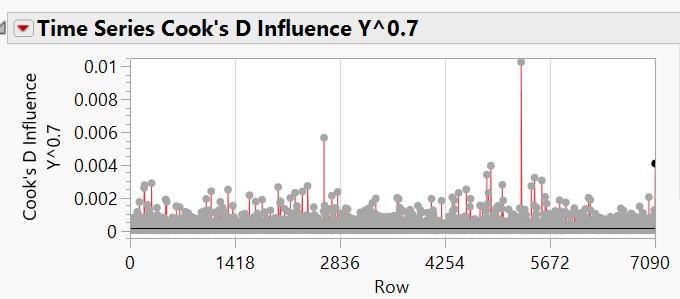 Time Series Cook's D Influence Y^0.7
Cook's D Influence
Y^0.7
0.01
0.008
0.006
0.004
0.002
0
0 1418 2836 4254 5672 7090
Row